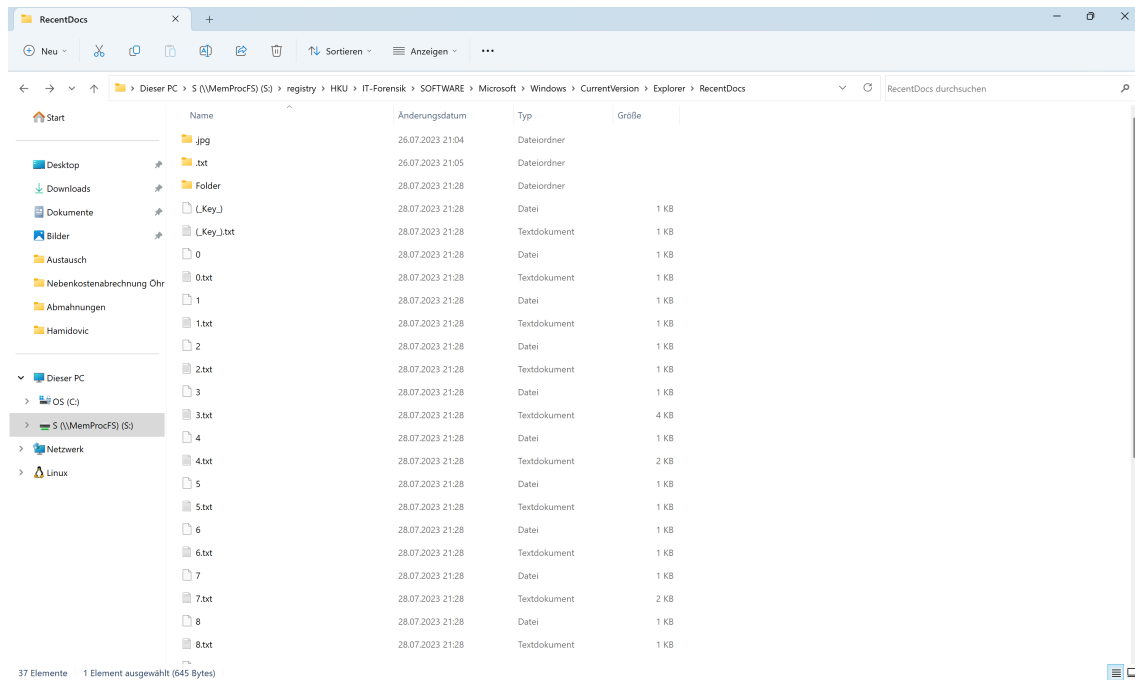 RecentDocs
Neu
Sortieren
Anzeigen
Dieser PC > S (\\MemProcFS) (S:) > registry > HKU > IT-Forensik > SOFTWARE > Microsoft > Windows > CurrentVersion > Explorer > RecentDocs
RecentDocs durchsuchen
Start
Desktop
Downloads
Dokumente
Bilder
Austausch
Nebenkostenabrechnung Öhr
Abmahnungen
Hamidovic
Dieser PC
OS (C:)
S (\\MemProcFS) (S:)
Netzwerk
Linux
Name Änderungsdatum Typ Größe
.jpg 26.07.2023 21:04 Dateiordner
.txt 26.07.2023 21:05 Dateiordner
Folder 28.07.2023 21:28 Dateiordner
(_Key_) 28.07.2023 21:28 Datei 1 KB
(_Key_).txt 28.07.2023 21:28 Textdokument 1 KB
0 28.07.2023 21:28 Datei 1 KB
0.txt 28.07.2023 21:28 Textdokument 1 KB
1 28.07.2023 21:28 Datei 1 KB
1.txt 28.07.2023 21:28 Textdokument 1 KB
2 28.07.2023 21:28 Datei 1 KB
2.txt 28.07.2023 21:28 Textdokument 1 KB
3 28.07.2023 21:28 Datei 1 KB
3.txt 28.07.2023 21:28 Textdokument 4 KB
4 28.07.2023 21:28 Datei 1 KB
4.txt 28.07.2023 21:28 Textdokument 2 KB
5 28.07.2023 21:28 Datei 1 KB
5.txt 28.07.2023 21:28 Textdokument 1 KB
6 28.07.2023 21:28 Datei 1 KB
6.txt 28.07.2023 21:28 Textdokument 1 KB
7 28.07.2023 21:28 Datei 1 KB
7.txt 28.07.2023 21:28 Textdokument 2 KB
8 28.07.2023 21:28 Datei 1 KB
8.txt 28.07.2023 21:28 Textdokument 1 KB
37 Elemente 1 Element ausgewählt (645 Bytes)